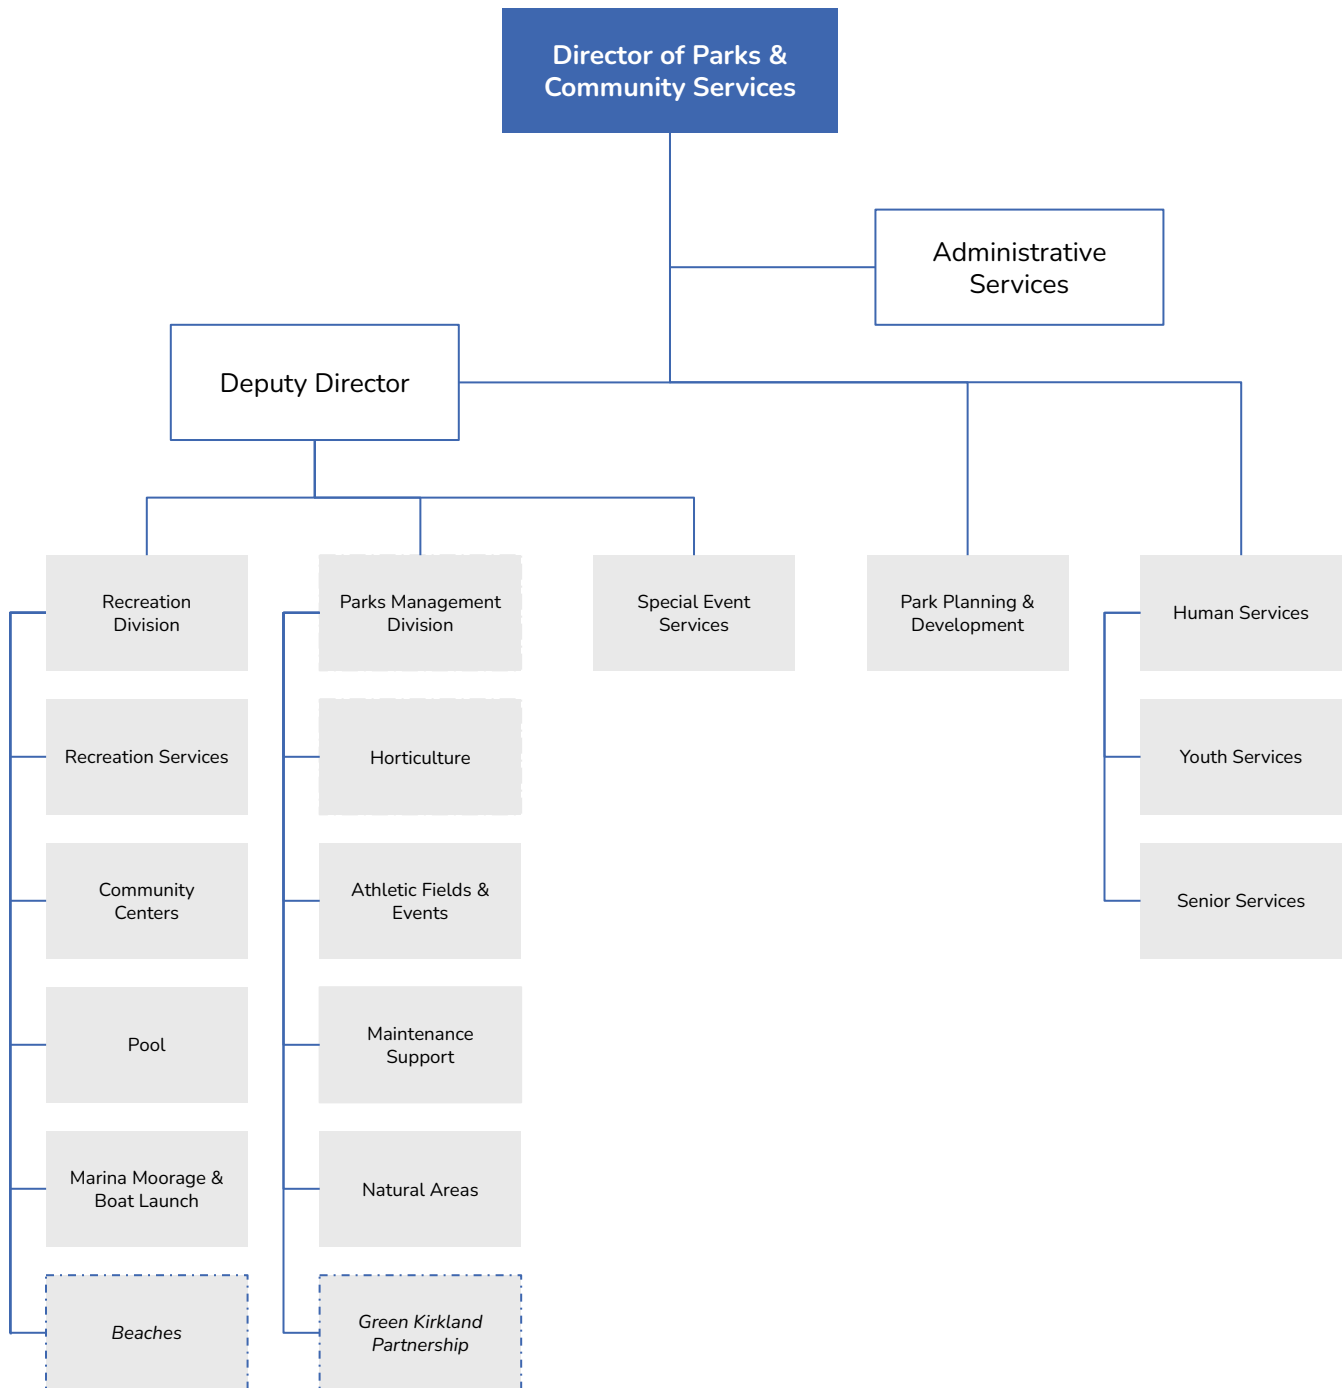 Director of Parks &
Community Services
Administrative
Services
Deputy Director
Recreation
Division
Parks Management
Division
Special Event
Services
Park Planning &
Development
Human Services
Recreation Services
Horticulture
Youth Services
Community
Centers
Athletic Fields &
Events
Senior Services
Pool
Maintenance
Support
Marina Moorage &
Boat Launch
Natural Areas
Beaches
Green Kirkland
Partnership